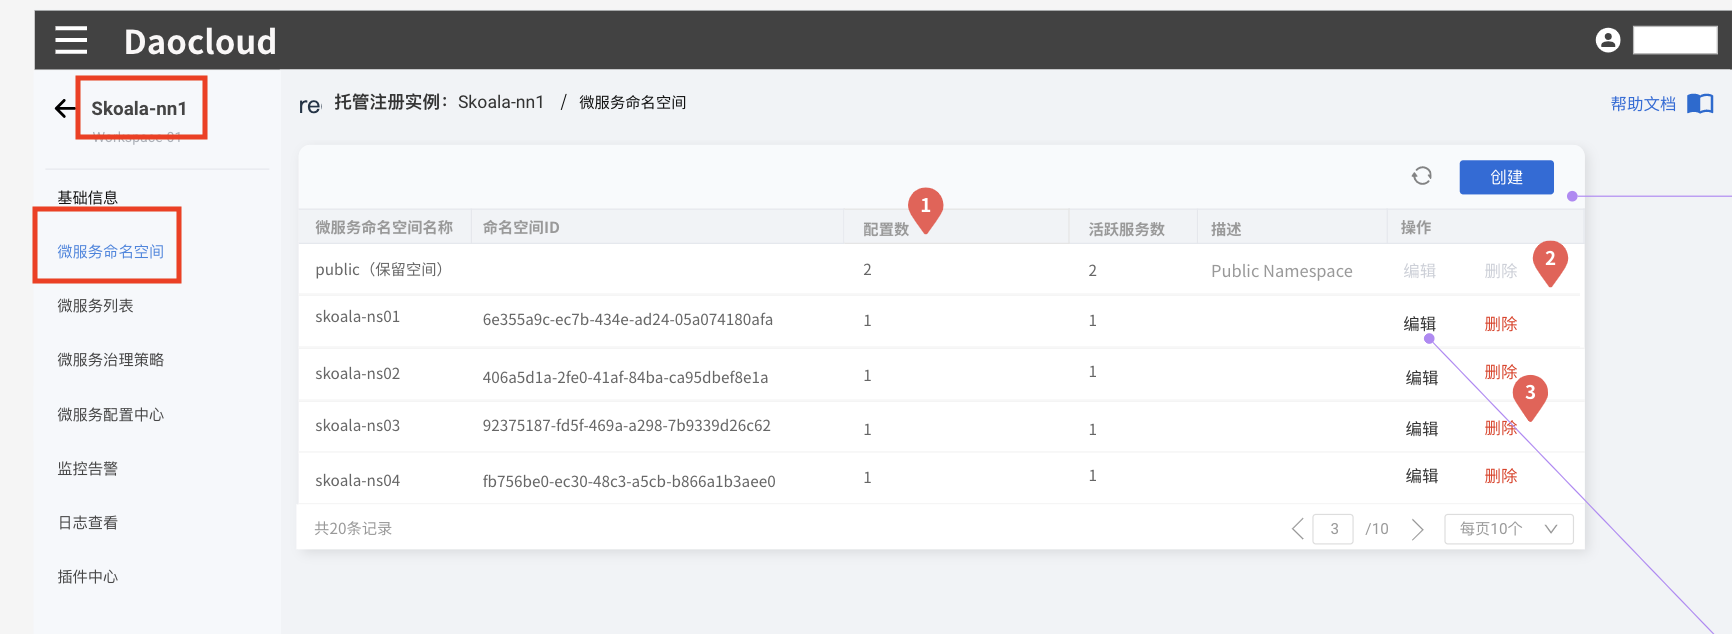 Daocloud
Skoala-nn1
Workspace 01
re 托管注册实例： Skoala-nn1 / 微服务命名空间
帮助文档
基础信息
微服务命名空间
微服务列表
微服务治理策略
微服务配置中心
监控告警
日志查看
插件中心
创建
微服务命名空间名称 命名空间ID 配置数 1 活跃服务数 描述 操作
public（保留空间） 2 2 Public Namespace 编辑 删除 2
skoala-ns01 6e355a9c-ec7b-434e-ad24-05a074180afa 1 1 编辑 删除
skoala-ns02 406a5d1a-2fe0-41af-84ba-ca95dbef8e1a 1 1 编辑 删除
3
skoala-ns03 92375187-fd5f-469a-a298-7b9339d26c62 1 1 编辑 删除
skoala-ns04 fb756be0-ec30-48c3-a5cb-b866a1b3aee0 1 1 编辑 删除
共20条记录 3 /10 每页10个